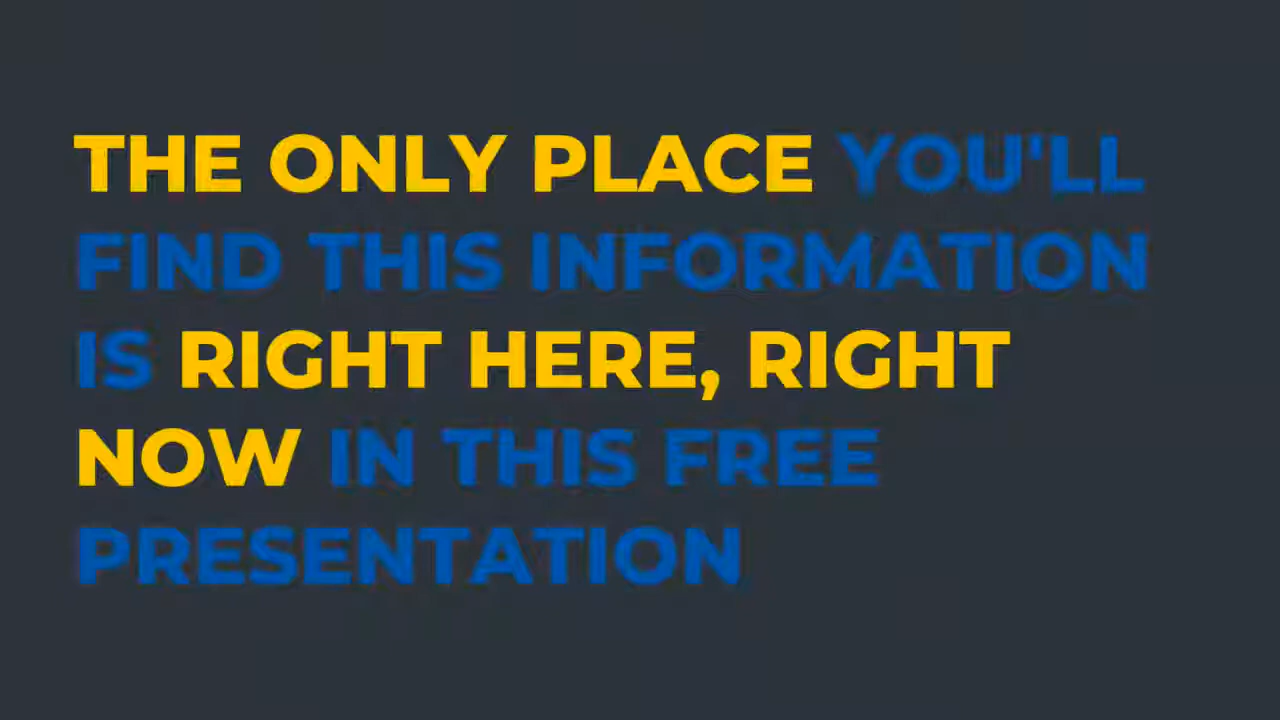 THE ONLY PLACE YOU'LL
FIND THIS INFORMATION
IS RIGHT HERE, RIGHT
NOW IN THIS FREE
PRESENTATION